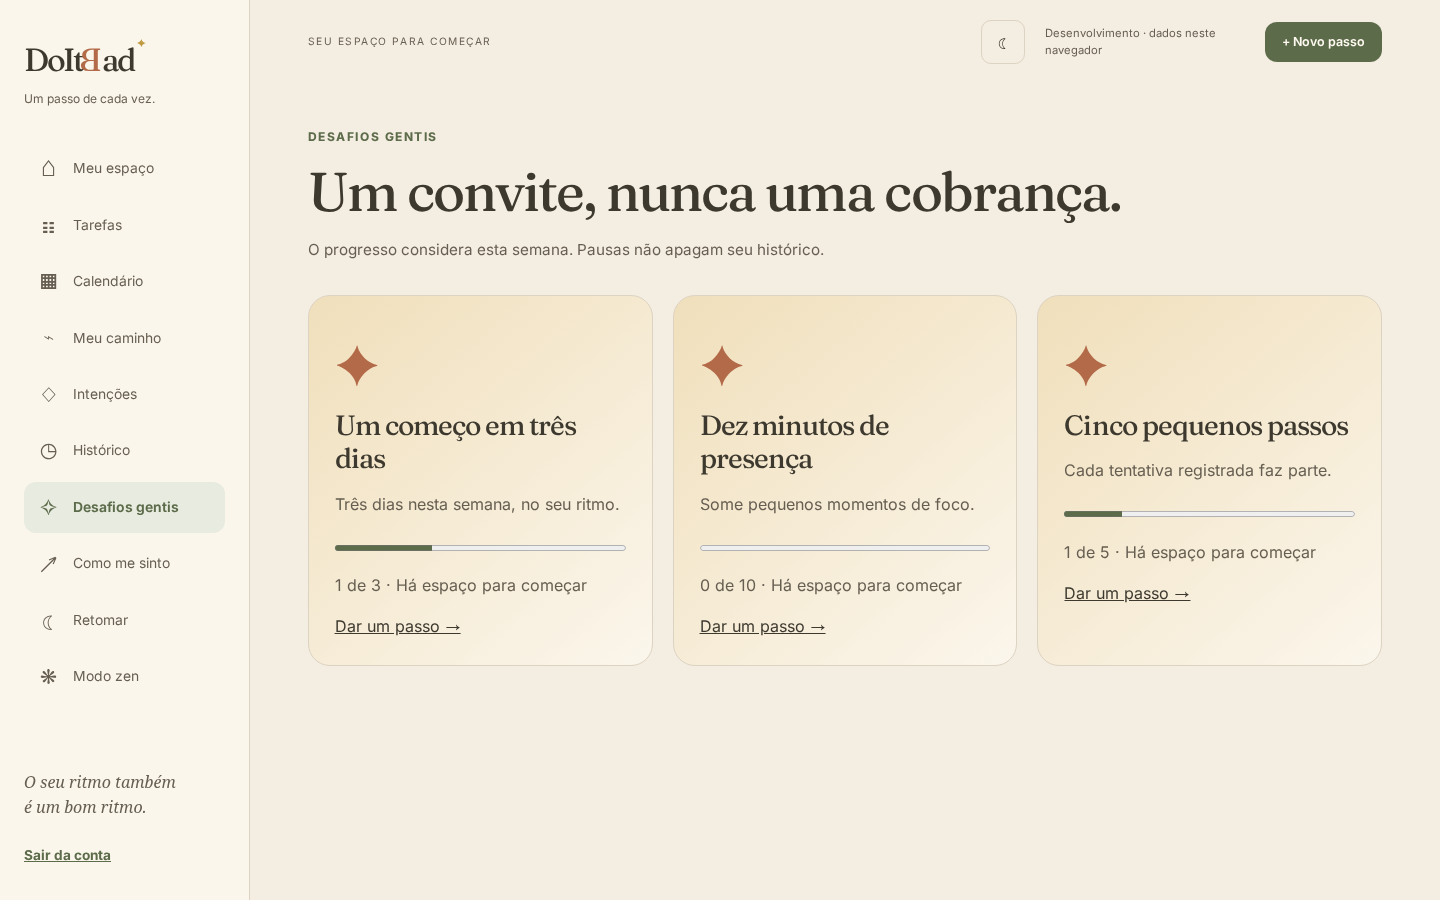 DoItBad
Um passo de cada vez.
Meu espaço
Tarefas
Calendário
Meu caminho
Intenções
Histórico
Desafios gentis
Como me sinto
Retomar
Modo zen
O seu ritmo também
é um bom ritmo.
Sair da conta
SEU ESPAÇO PARA COMEÇAR
Desenvolvimento · dados neste
navegador
+ Novo passo
DESAFIOS GENTIS
Um convite, nunca uma cobrança.
O progresso considera esta semana. Pausas não apagam seu histórico.
Um começo em três
dias
Três dias nesta semana, no seu ritmo.
1 de 3 · Há espaço para começar
Dar um passo →
Dez minutos de
presença
Some pequenos momentos de foco.
0 de 10 · Há espaço para começar
Dar um passo →
Cinco pequenos passos
Cada tentativa registrada faz parte.
1 de 5 · Há espaço para começar
Dar um passo →